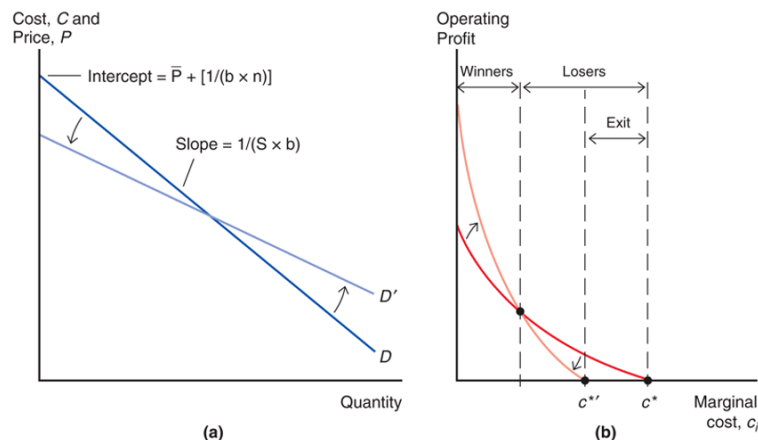 Cost, C and
Price, P
Intercept = P̅ + [1/(b × n)]
Slope = 1/(S × b)
D′
D
Quantity
(a)
Operating
Profit
Winners
Losers
Exit
c*′
c*
Marginal
cost, cᵢ
(b)